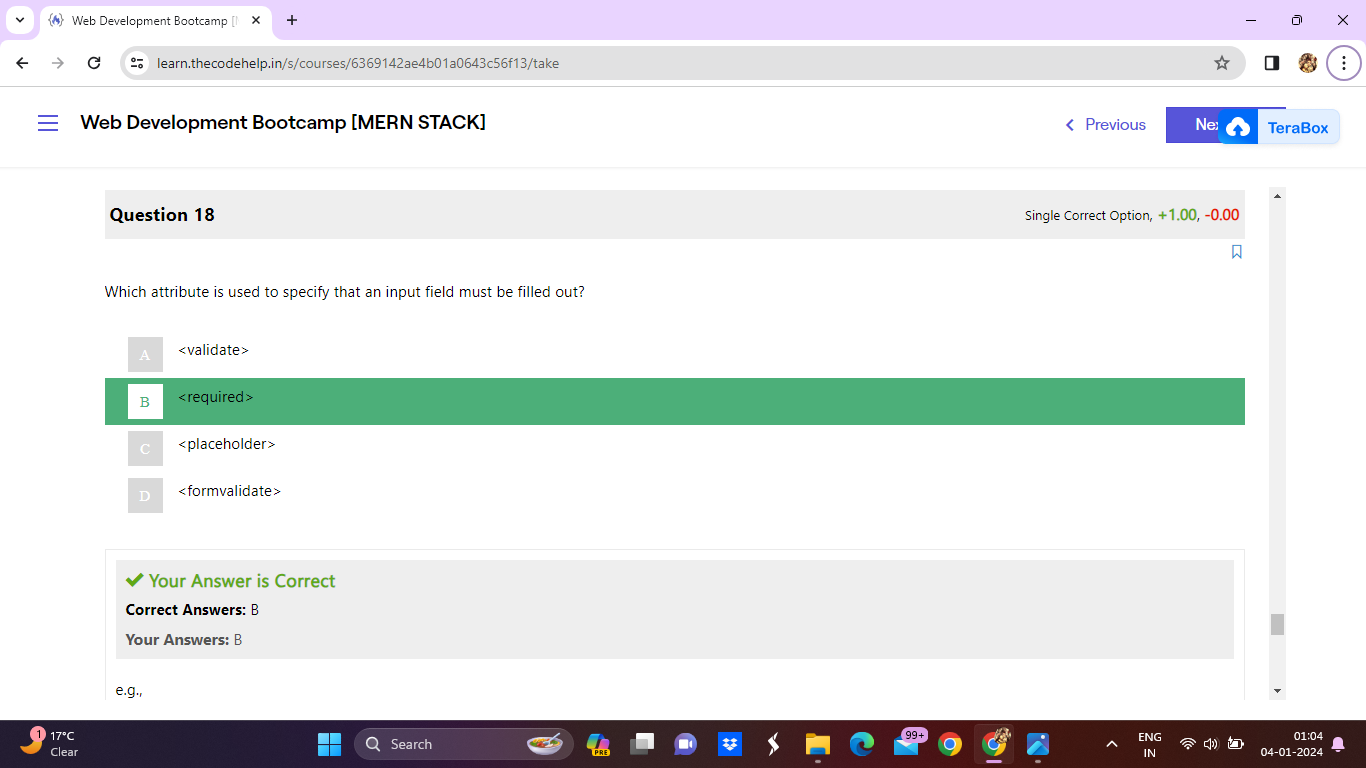 Web Development Bootcamp [
learn.thecodehelp.in/s/courses/6369142ae4b01a0643c56f13/take
Web Development Bootcamp [MERN STACK]
Previous
Nex
TeraBox
Question 18
Single Correct Option, +1.00, -0.00
Which attribute is used to specify that an input field must be filled out?
A <validate>
B <required>
C <placeholder>
D <formvalidate>
Your Answer is Correct
Correct Answers: B
Your Answers: B
e.g.,
1
17°C
Clear
Search
PRE
99+
ENG
IN
01:04
04-01-2024